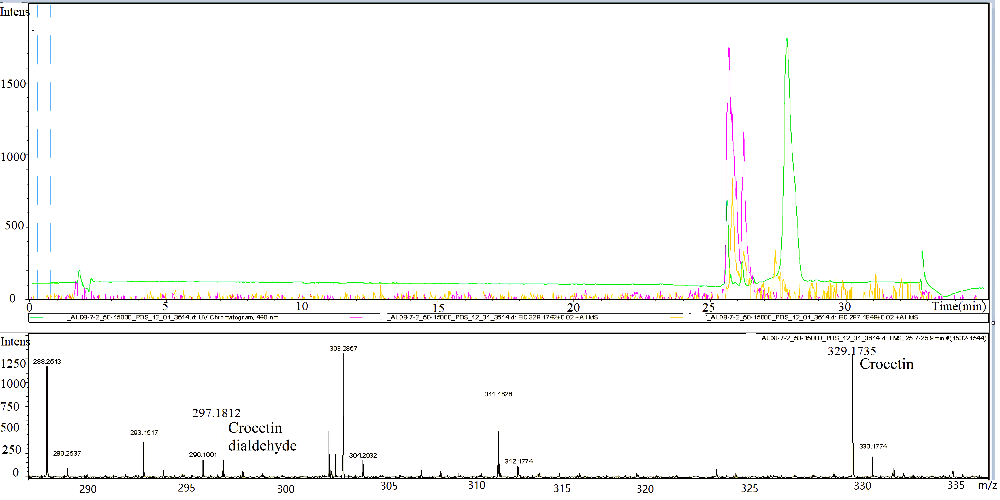 Intens
1500
1000
500
0
0 5 10 15 20 25 30 Time(min)
_ALD8-7-2_50-15000_POS_12_01_3614.d: UV Chromatogram, 440 nm
_ALD8-7-2_50-15000_POS_12_01_3614.d: EIC 329.1742±0.02 +All MS
_ALD8-7-2_50-15000_POS_12_01_3614.d: EIC 297.1849±0.02 +All MS
Intens
ALD8-7-2_50-15000_POS_12_01_3614.d: +MS, 25.7-25.9min #(1532-1544)
1250
1000
750
500
250
0
288.2513
289.2537
293.1517
296.1601
297.1812
Crocetin
dialdehyde
303.2857
304.2932
311.1626
312.1774
329.1735
Crocetin
330.1774
290 295 300 305 310 315 320 325 330 335 m/z